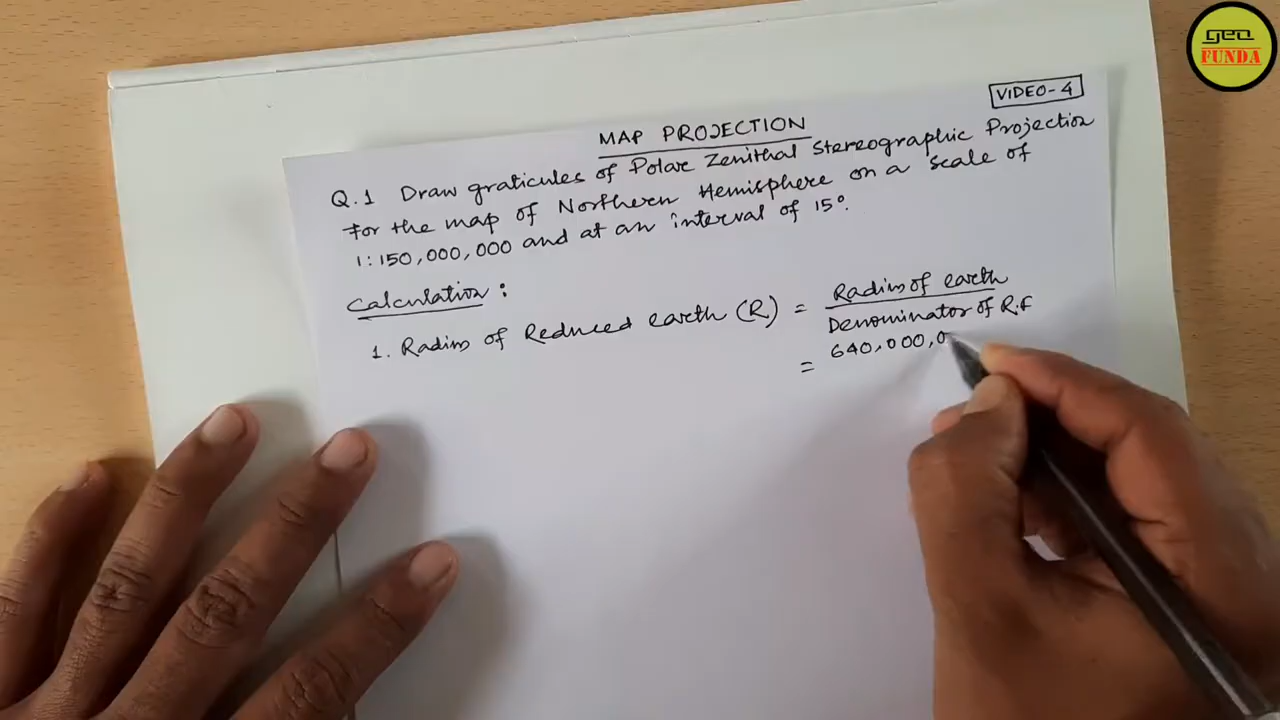 geo
FUNDA
VIDEO-4
MAP PROJECTION
Q.1 Draw graticules of Polar Zenithal Stereographic Projection
for the map of Northern Hemisphere on a scale of
1:150,000,000 and at an interval of 15°.
Calculation:
1. Radius of Reduced earth (R) = Radius of earth
Denominator of R.F
= 640,000,0